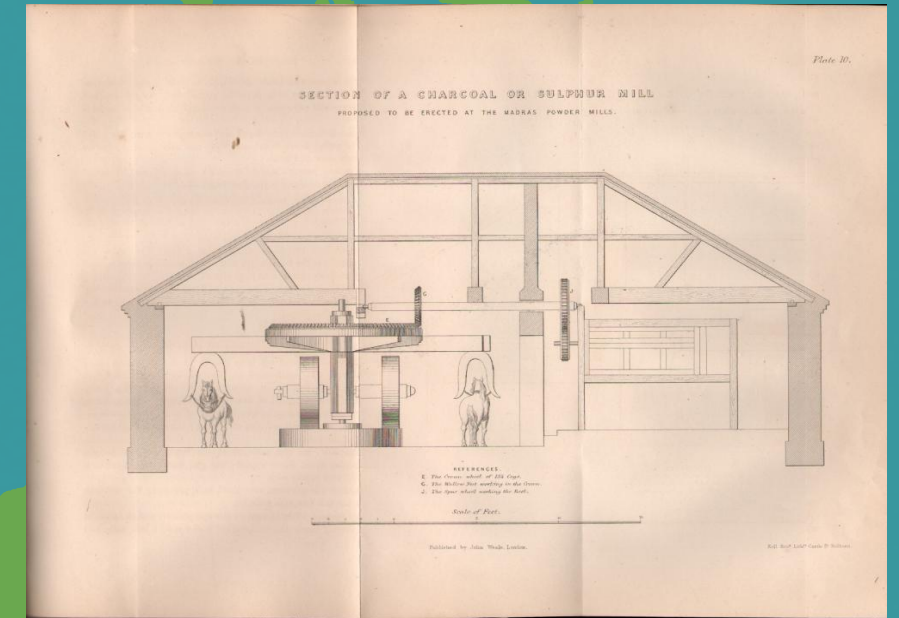 Plate 10.
SECTION OF A CHARCOAL OR SULPHUR MILL
PROPOSED TO BE ERECTED AT THE MADRAS POWDER MILLS.
E
G
J
REFERENCES.
E. The Crown wheel of 156 Cogs.
G. The Wallow working in the Crown.
J. The Spur wheel working the
Scale of Feet.
Published by John Weale, London.